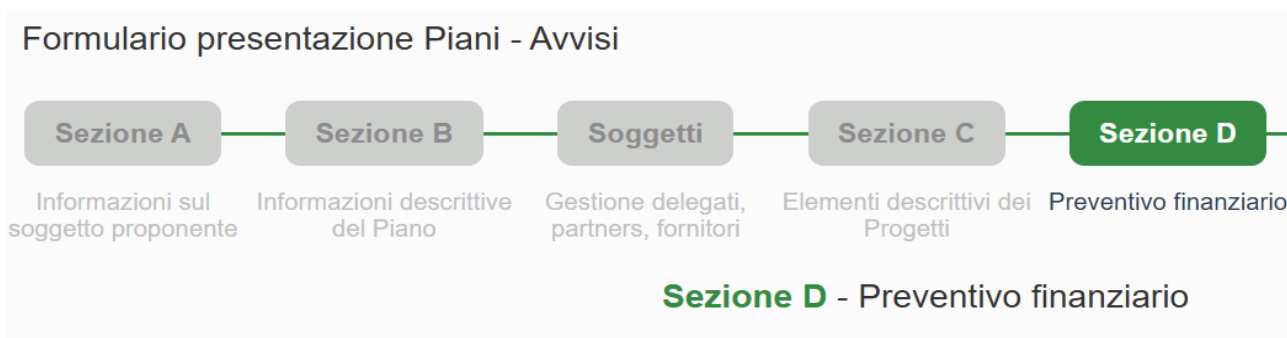 Formulario presentazione Piani - Avvisi
Sezione A
Sezione B
Soggetti
Sezione C
Sezione D
Informazioni sul
soggetto proponente
Informazioni descrittive
del Piano
Gestione delegati,
partners, fornitori
Elementi descrittivi dei
Progetti
Preventivo finanziario
Sezione D - Preventivo finanziario